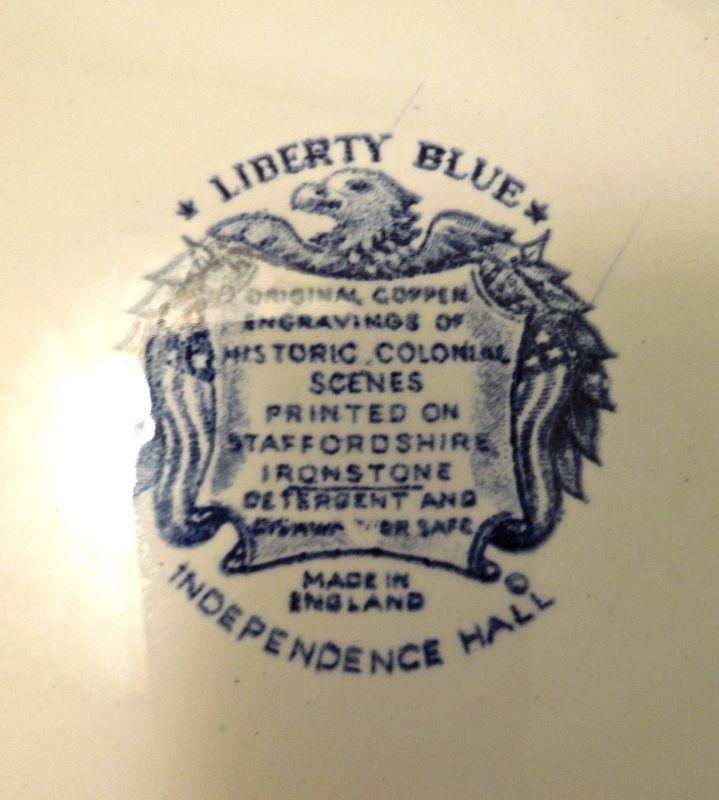 LIBERTY BLUE
ORIGINAL COPPER
ENGRAVINGS OF
HISTORIC COLONIAL
SCENES
PRINTED ON
STAFFORDSHIRE
IRONSTONE
DETERGENT AND
SAFE
MADE IN
ENGLAND
©
INDEPENDENCE HALL